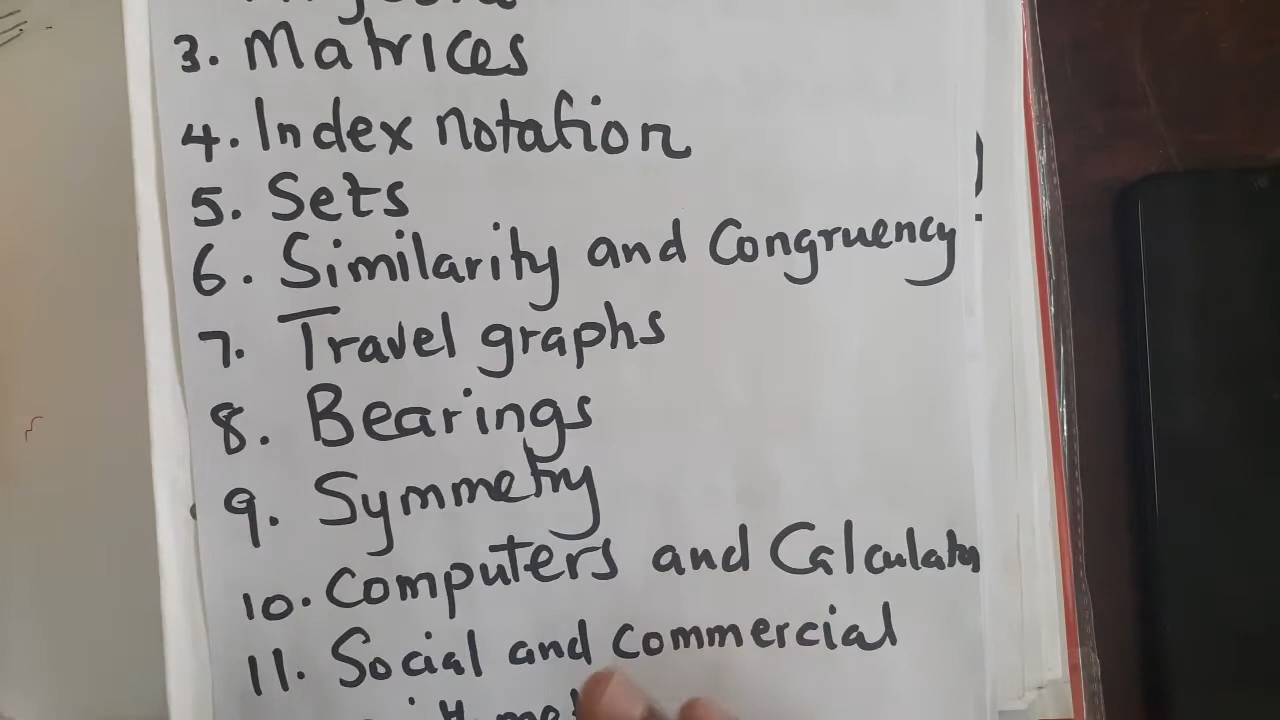 3. Matrices
4. Index notation
5. Sets
6. Similarity and Congruency
7. Travel graphs
8. Bearings
9. Symmetry
10. Computers and
11. Social and commercial